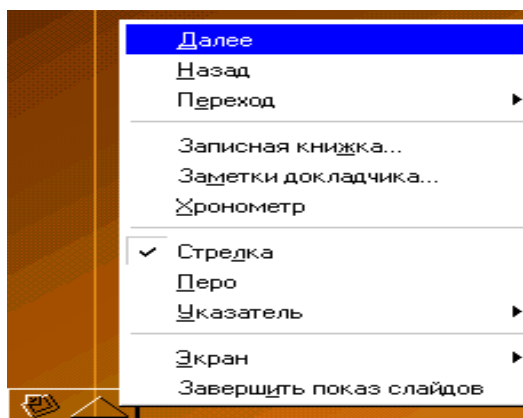 Далее
Назад
Переход
Записная книжка...
Заметки докладчика...
Хронометр
Стрелка
Перо
Указатель
Экран
Завершить показ слайдов